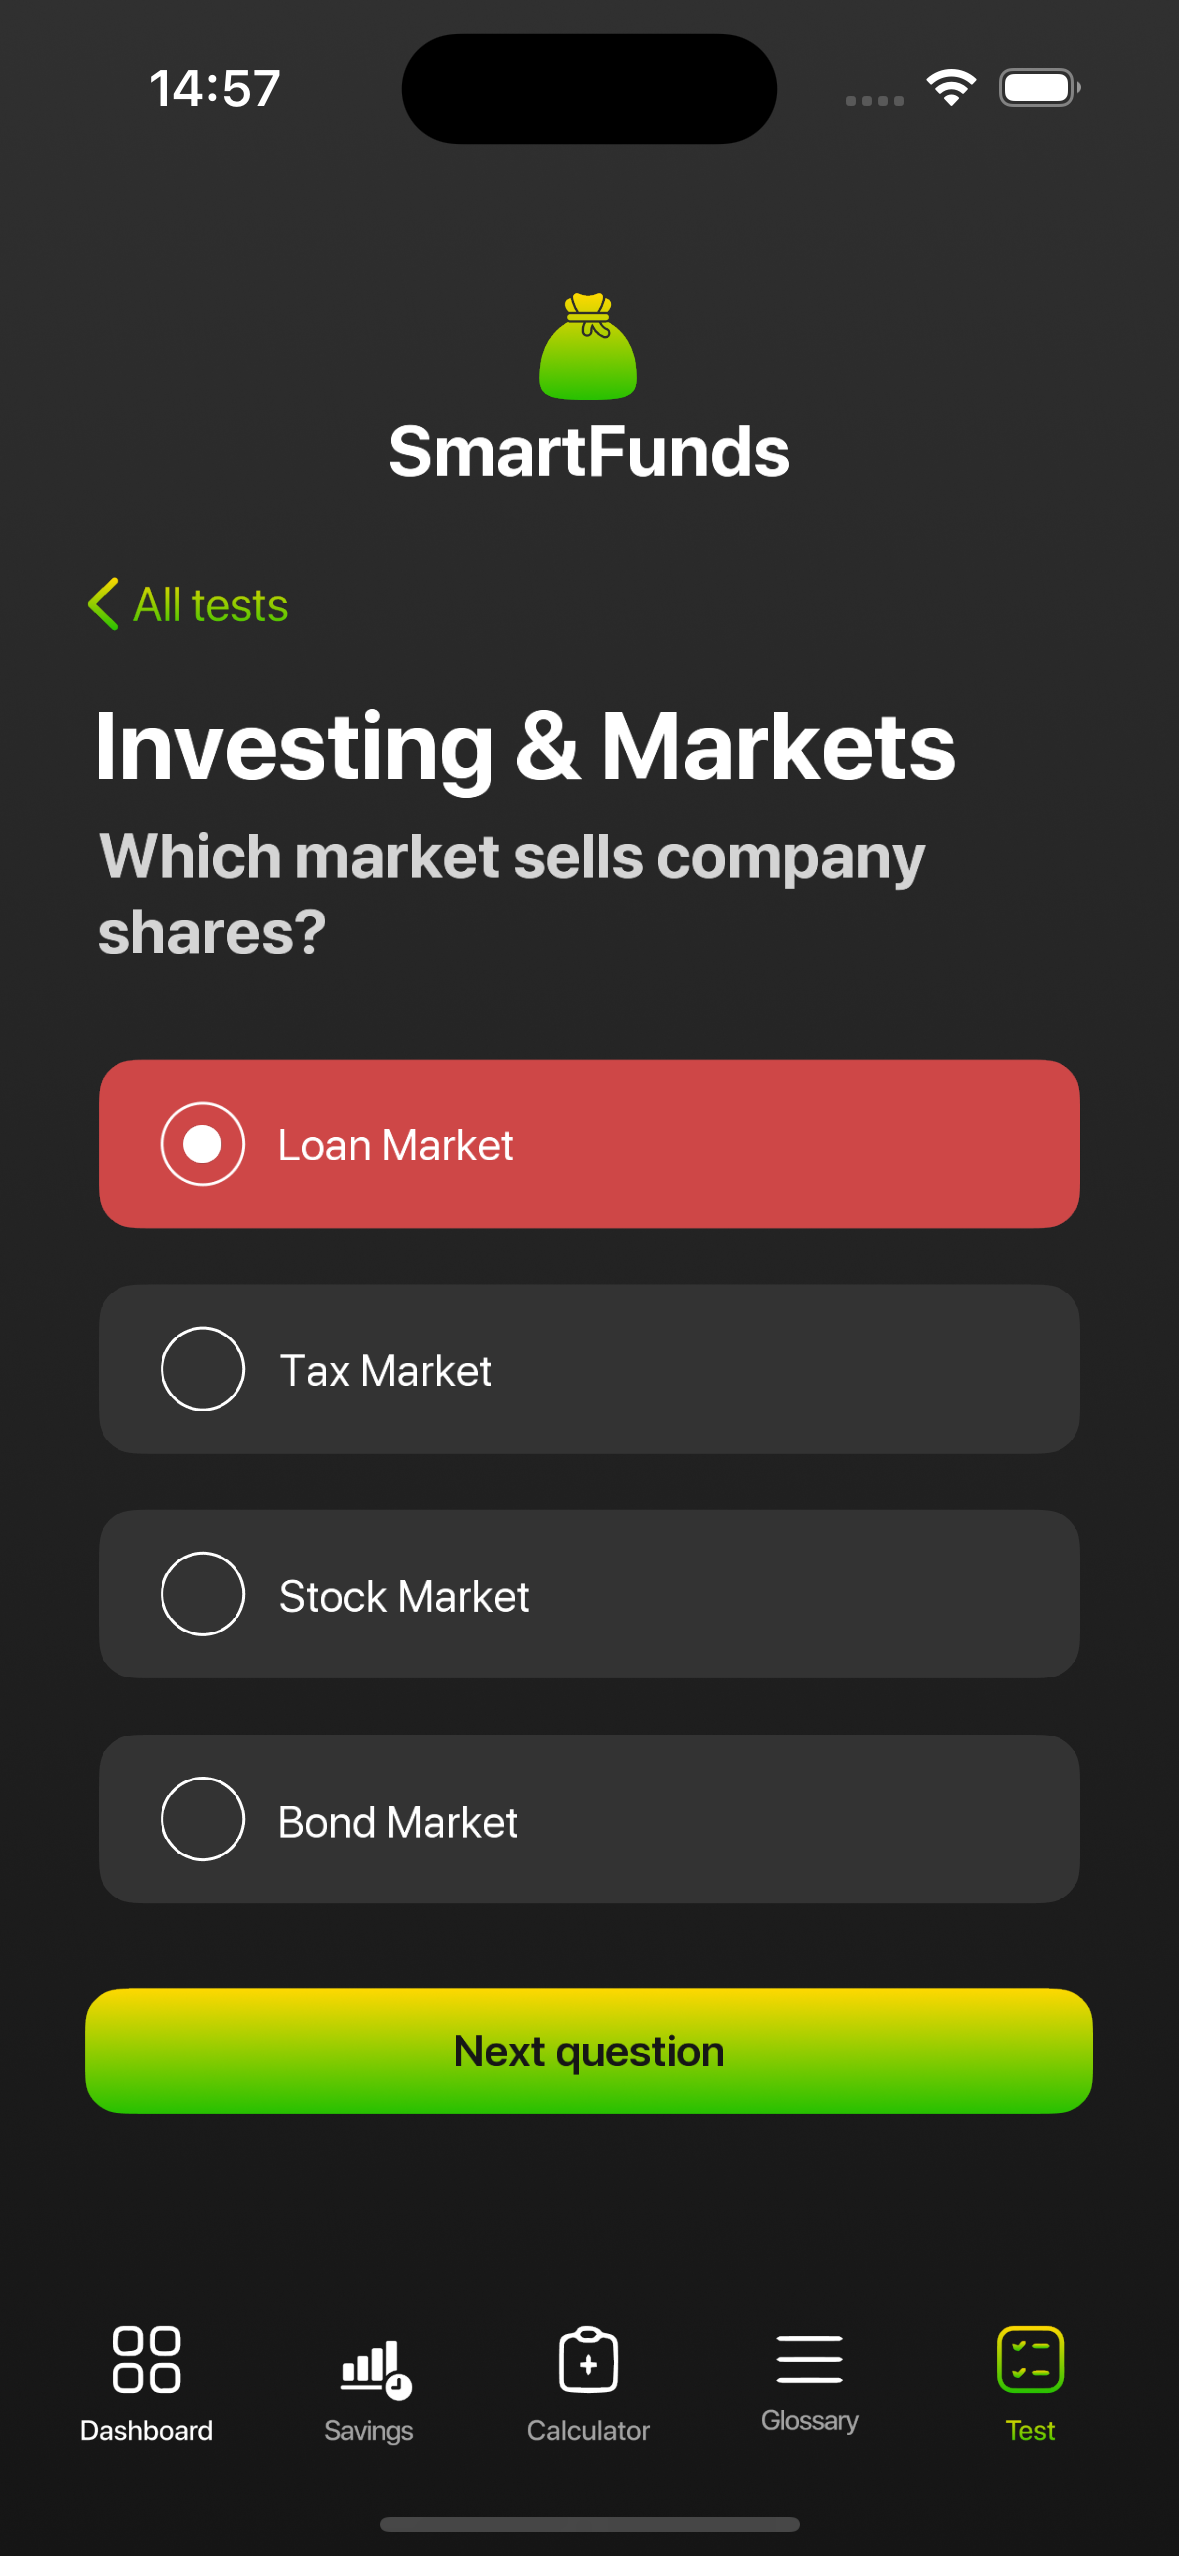 14:57
SmartFunds
All tests
Investing & Markets
Which market sells company
shares?
Loan Market
Tax Market
Stock Market
Bond Market
Next question
Dashboard
Savings
Calculator
Glossary
Test